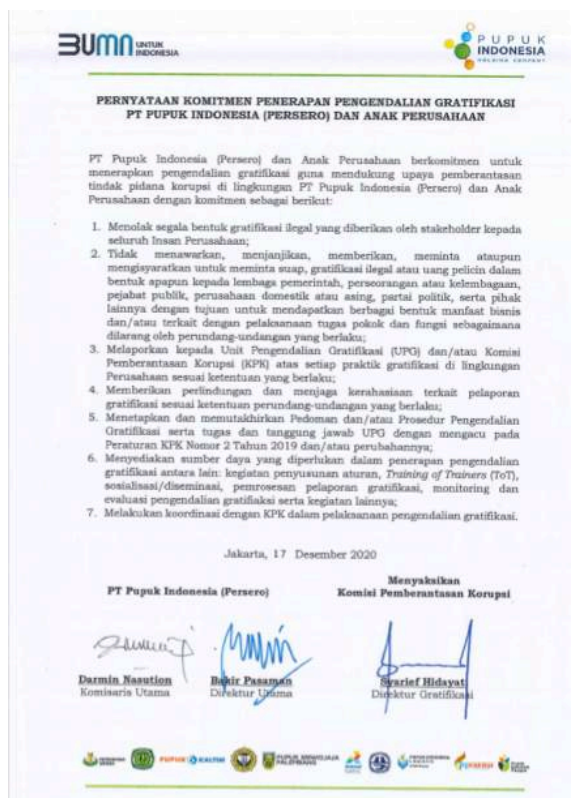 BUMN UNTUK INDONESIA
PUPUK
INDONESIA
HOLDING COMPANY
PERNYATAAN KOMITMEN PENERAPAN PENGENDALIAN GRATIFIKASI
PT PUPUK INDONESIA (PERSERO) DAN ANAK PERUSAHAAN
PT Pupuk Indonesia (Persero) dan Anak Perusahaan berkomitmen untuk
menerapkan pengendalian gratifikasi guna mendukung upaya pemberantasan
tindak pidana korupsi di lingkungan PT Pupuk Indonesia (Persero) dan Anak
Perusahaan dengan komitmen sebagai berikut:
1. Menolak segala bentuk gratifikasi ilegal yang diberikan oleh stakeholder kepada
seluruh Insan Perusahaan;
2. Tidak menawarkan, menjanjikan, memberikan, meminta ataupun
mengisyaratkan untuk meminta suap, gratifikasi ilegal atau uang pelicin dalam
bentuk apapun kepada lembaga pemerintah, perseorangan atau kelembagaan,
pejabat publik, perusahaan domestik atau asing, partai politik, serta pihak
lainnya dengan tujuan untuk mendapatkan berbagai bentuk manfaat bisnis
dan/atau terkait dengan pelaksanaan tugas pokok dan fungsi sebagaimana
dilarang oleh perundang-undangan yang berlaku;
3. Melaporkan kepada Unit Pengendalian Gratifikasi (UPG) dan/atau Komisi
Pemberantasan Korupsi (KPK) atas setiap praktik gratifikasi di lingkungan
Perusahaan sesuai ketentuan yang berlaku;
4. Memberikan perlindungan dan menjaga kerahasiaan terkait pelaporan
gratifikasi sesuai ketentuan perundang-undangan yang berlaku;
5. Menetapkan dan memutakhirkan Pedoman dan/atau Prosedur Pengendalian
Gratifikasi serta tugas dan tanggung jawab UPG dengan mengacu pada
Peraturan KPK Nomor 2 Tahun 2019 dan/atau perubahannya;
6. Menyediakan sumber daya yang diperlukan dalam penerapan pengendalian
gratifikasi antara lain: kegiatan penyusunan aturan, Training of Trainers (ToT),
sosialisasi/diseminasi, pemrosesan pelaporan gratifikasi, monitoring dan
evaluasi pengendalian gratifiaksi serta kegiatan lainnya;
7. Melakukan koordinasi dengan KPK dalam pelaksanaan pengendalian gratifikasi.
Jakarta, 17 Desember 2020
PT Pupuk Indonesia (Persero)
Menyaksikan
Komisi Pemberantasan Korupsi
Darmin Nasution
Komisaris Utama
Bakir Pasaman
Direktur Utama
Syarief Hidayat
Direktur Gratifikasi
PUPUK KALTIM
PUPUK SRIWIDJAJA
PALEMBANG